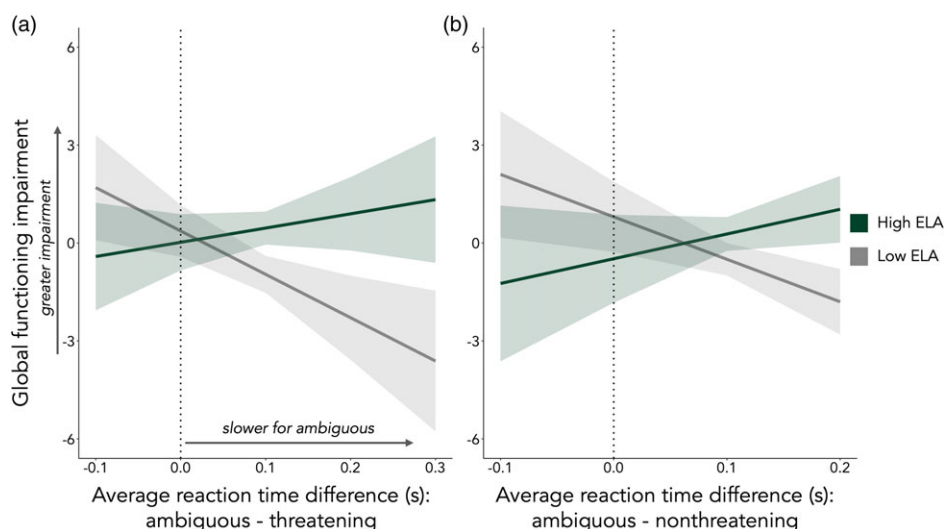 (a)
(b)
Global functioning impairment
greater impairment
6
3
0
-3
-6
slower for ambiguous
-0.1 0.0 0.1 0.2 0.3
Average reaction time difference (s):
ambiguous - threatening
6
3
0
-3
-6
-0.1 0.0 0.1 0.2
Average reaction time difference (s):
ambiguous - nonthreatening
High ELA
Low ELA